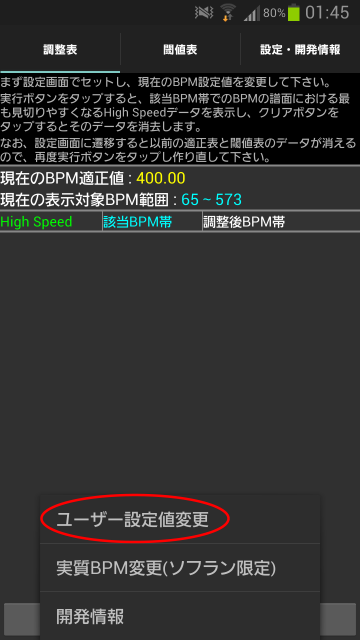 80% 01:45
調整表 閾値表 設定・開発情報
まず設定画面でセットし、現在のBPM設定値を変更して下さい。
実行ボタンをタップすると、該当BPM帯でのBPMの譜面における最
も見切りやすくなるHigh Speedデータを表示し、クリアボタンを
タップするとそのデータを消去します。
なお、設定画面に遷移すると以前の適正表と閾値表のデータが消える
ので、再度実行ボタンをタップし作り直して下さい。
現在のBPM適正値 : 400.00
現在の表示対象BPM範囲 : 65 ~ 573
High Speed 該当BPM帯 調整後BPM帯
ユーザー設定値変更
実質BPM変更(ソフラン限定)
開発情報